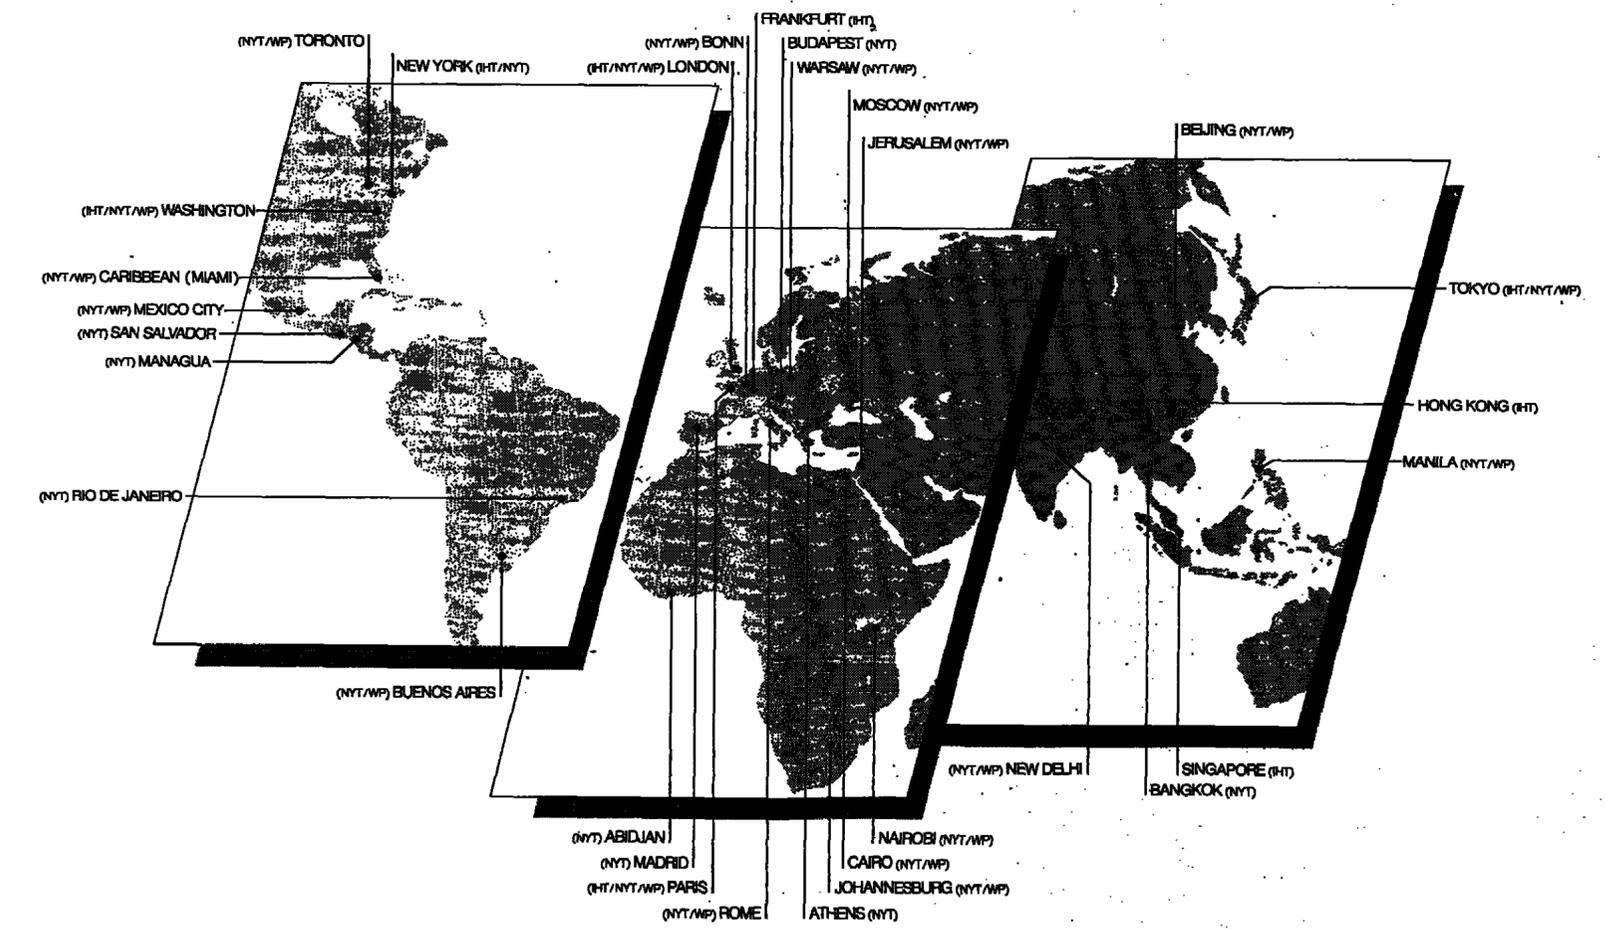 FRANKFURT (IHT)
(NYT/WP) TORONTO
(NYT/WP) BONN
BUDAPEST (NYT)
NEW YORK (IHT/NYT)
(IHT/NYT/WP) LONDON
WARSAW (NYT/WP)
MOSCOW (NYT/WP)
JERUSALEM (NYT/WP)
BEIJING (NYT/WP)
(IHT/NYT/WP) WASHINGTON
(NYT/WP) CARIBBEAN (MIAMI)
TOKYO (IHT/NYT/WP)
(NYT/WP) MEXICO CITY
(NYT) SAN SALVADOR
(NYT) MANAGUA
HONG KONG (IHT)
MANILA (NYT/WP)
(NYT) RIO DE JANEIRO
(NYT/WP) BUENOS AIRES
(NYT/WP) NEW DELHI
SINGAPORE (IHT)
BANGKOK (NYT)
(NYT) ABIDJAN
NAIROBI (NYT/WP)
(NYT) MADRID
CAIRO (NYT/WP)
(IHT/NYT/WP) PARIS
JOHANNESBURG (NYT/WP)
(NYT/WP) ROME
ATHENS (NYT)